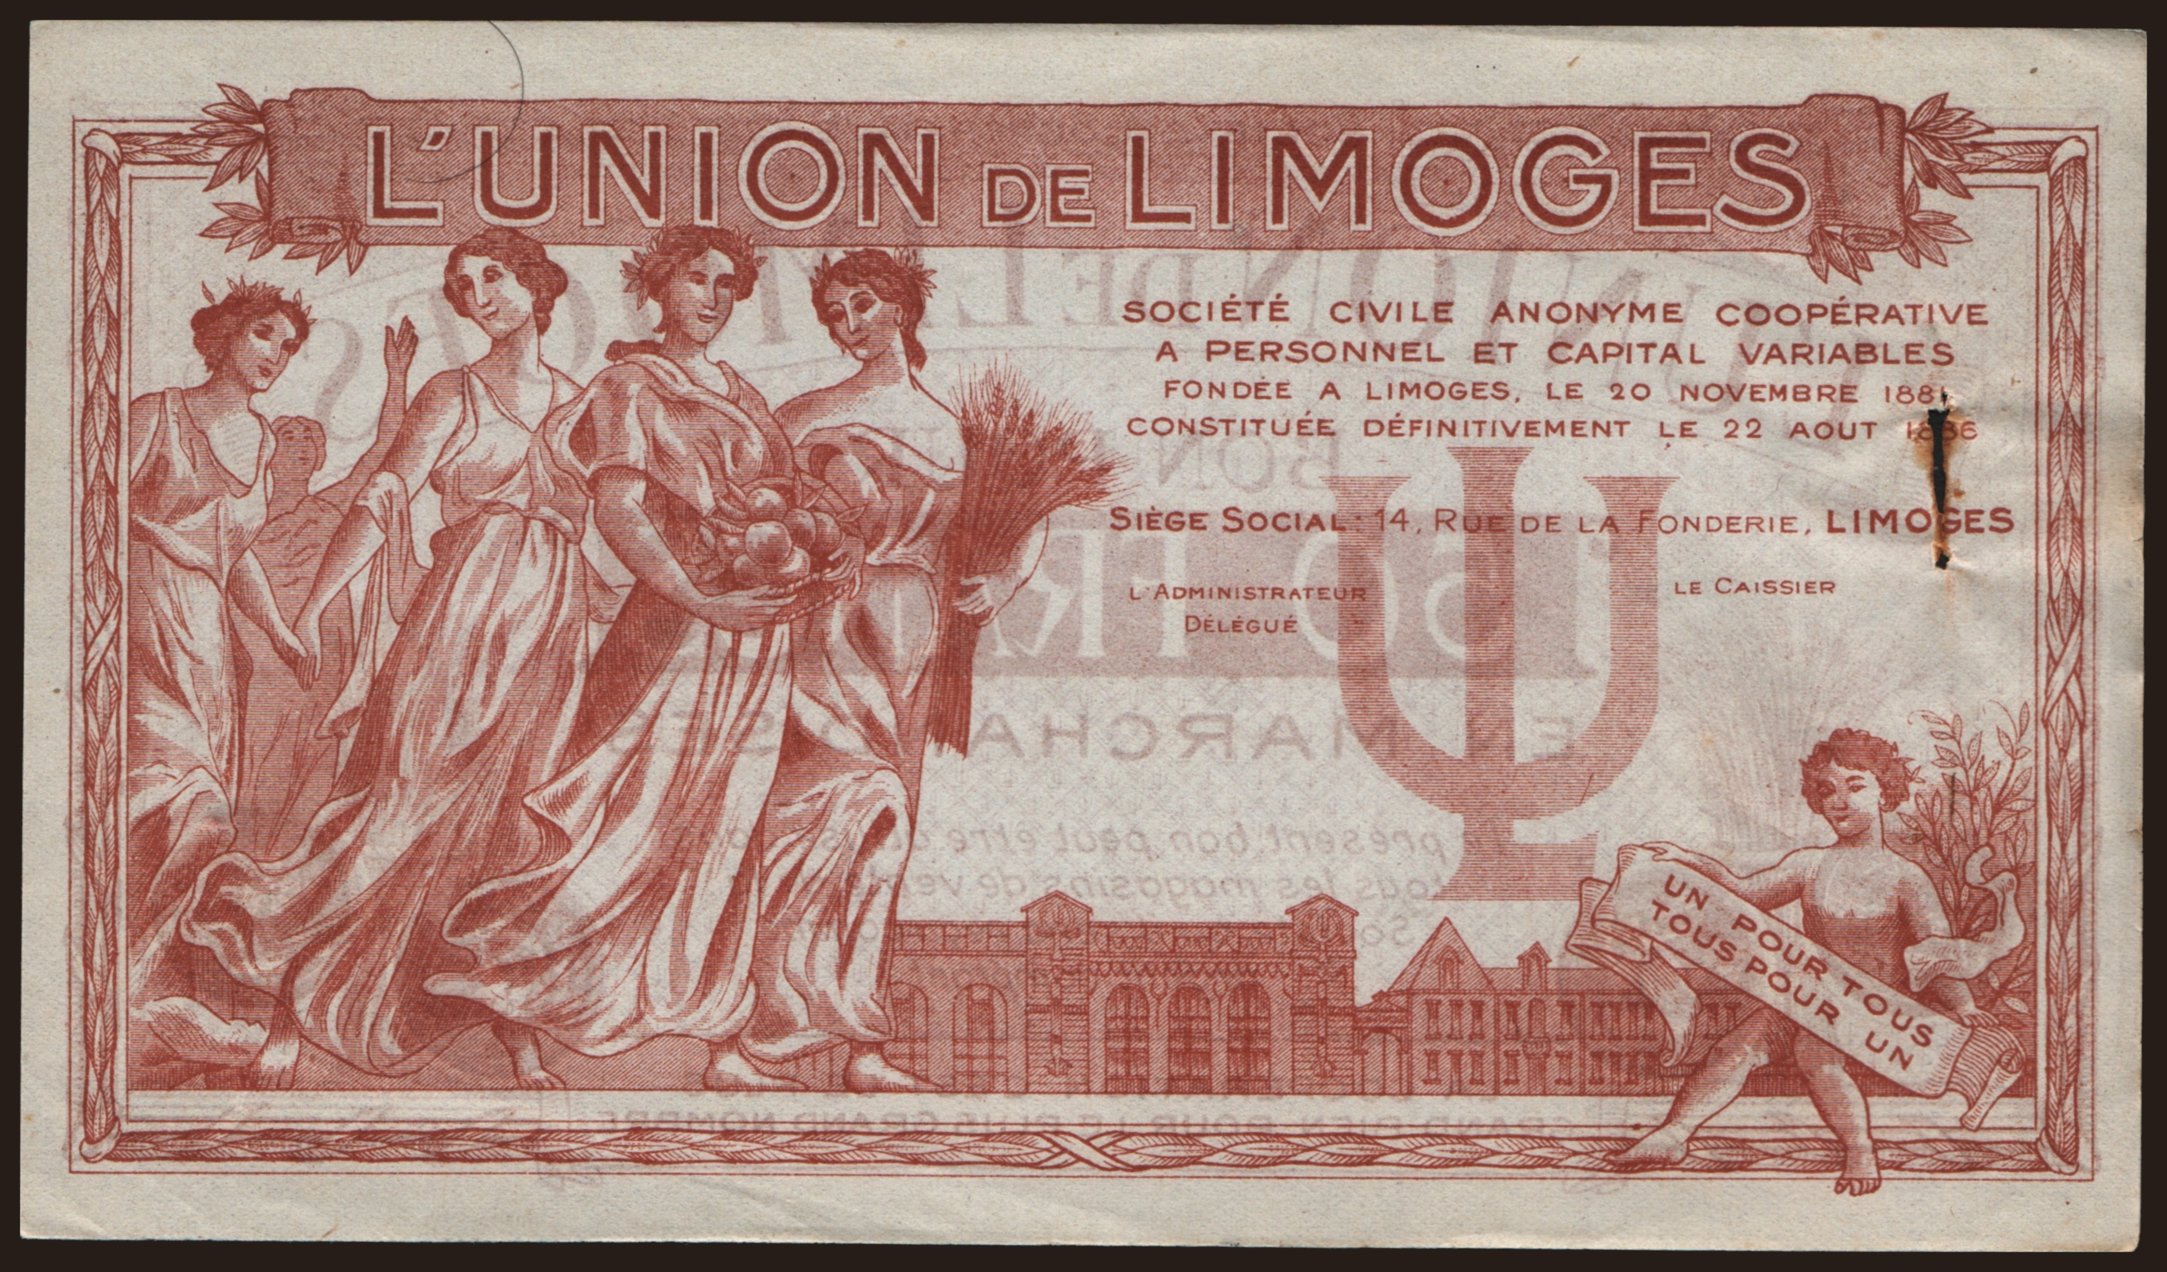 L'UNION DE LIMOGES
SOCIÉTÉ CIVILE ANONYME COOPÉRATIVE
A PERSONNEL ET CAPITAL VARIABLES
FONDÉE A LIMOGES, LE 20 NOVEMBRE 1881
CONSTITUÉE DÉFINITIVEMENT LE 22 AOUT 1886
SIÈGE SOCIAL: 14, RUE DE LA FONDERIE, LIMOGES
L'ADMINISTRATEUR
DÉLÉGUÉ
LE CAISSIER
UN POUR TOUS
TOUS POUR UN